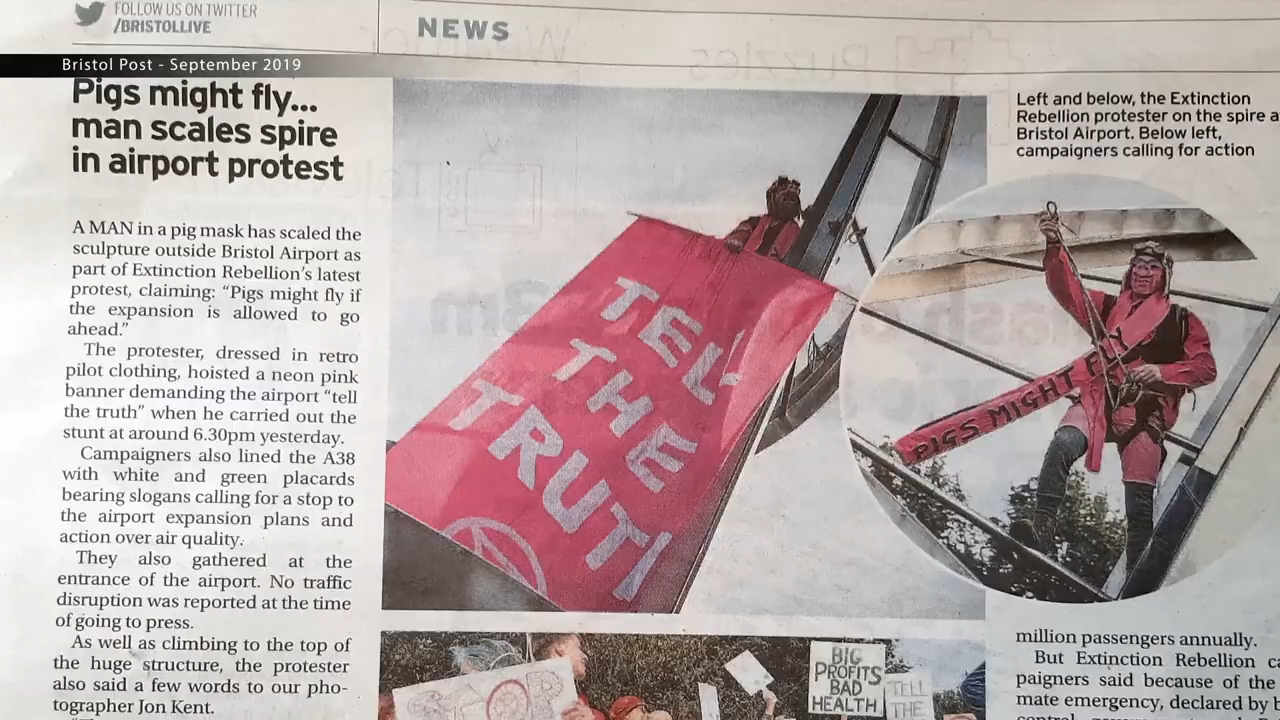 FOLLOW US ON TWITTER
/BRISTOLLIVE
NEWS
Bristol Post - September 2019
Pigs might fly...
man scales spire
in airport protest
A MAN in a pig mask has scaled the
sculpture outside Bristol Airport as
part of Extinction Rebellion's latest
protest, claiming: “Pigs might fly if
the expansion is allowed to go
ahead.”
The protester, dressed in retro
pilot clothing, hoisted a neon pink
banner demanding the airport “tell
the truth” when he carried out the
stunt at around 6.30pm yesterday.
Campaigners also lined the A38
with white and green placards
bearing slogans calling for a stop to
the airport expansion plans and
action over air quality.
They also gathered at the
entrance of the airport. No traffic
disruption was reported at the time
of going to press.
As well as climbing to the top of
the huge structure, the protester
also said a few words to our pho-
tographer Jon Kent.
TELL
THE
TRUTH
Left and below, the Extinction
Rebellion protester on the spire a
Bristol Airport. Below left,
campaigners calling for action
PIGS MIGHT FLY
BIG
PROFITS
BAD
HEALTH
TELL
THE
million passengers annually.
But Extinction Rebellion ca
paigners said because of the
mate emergency, declared by b